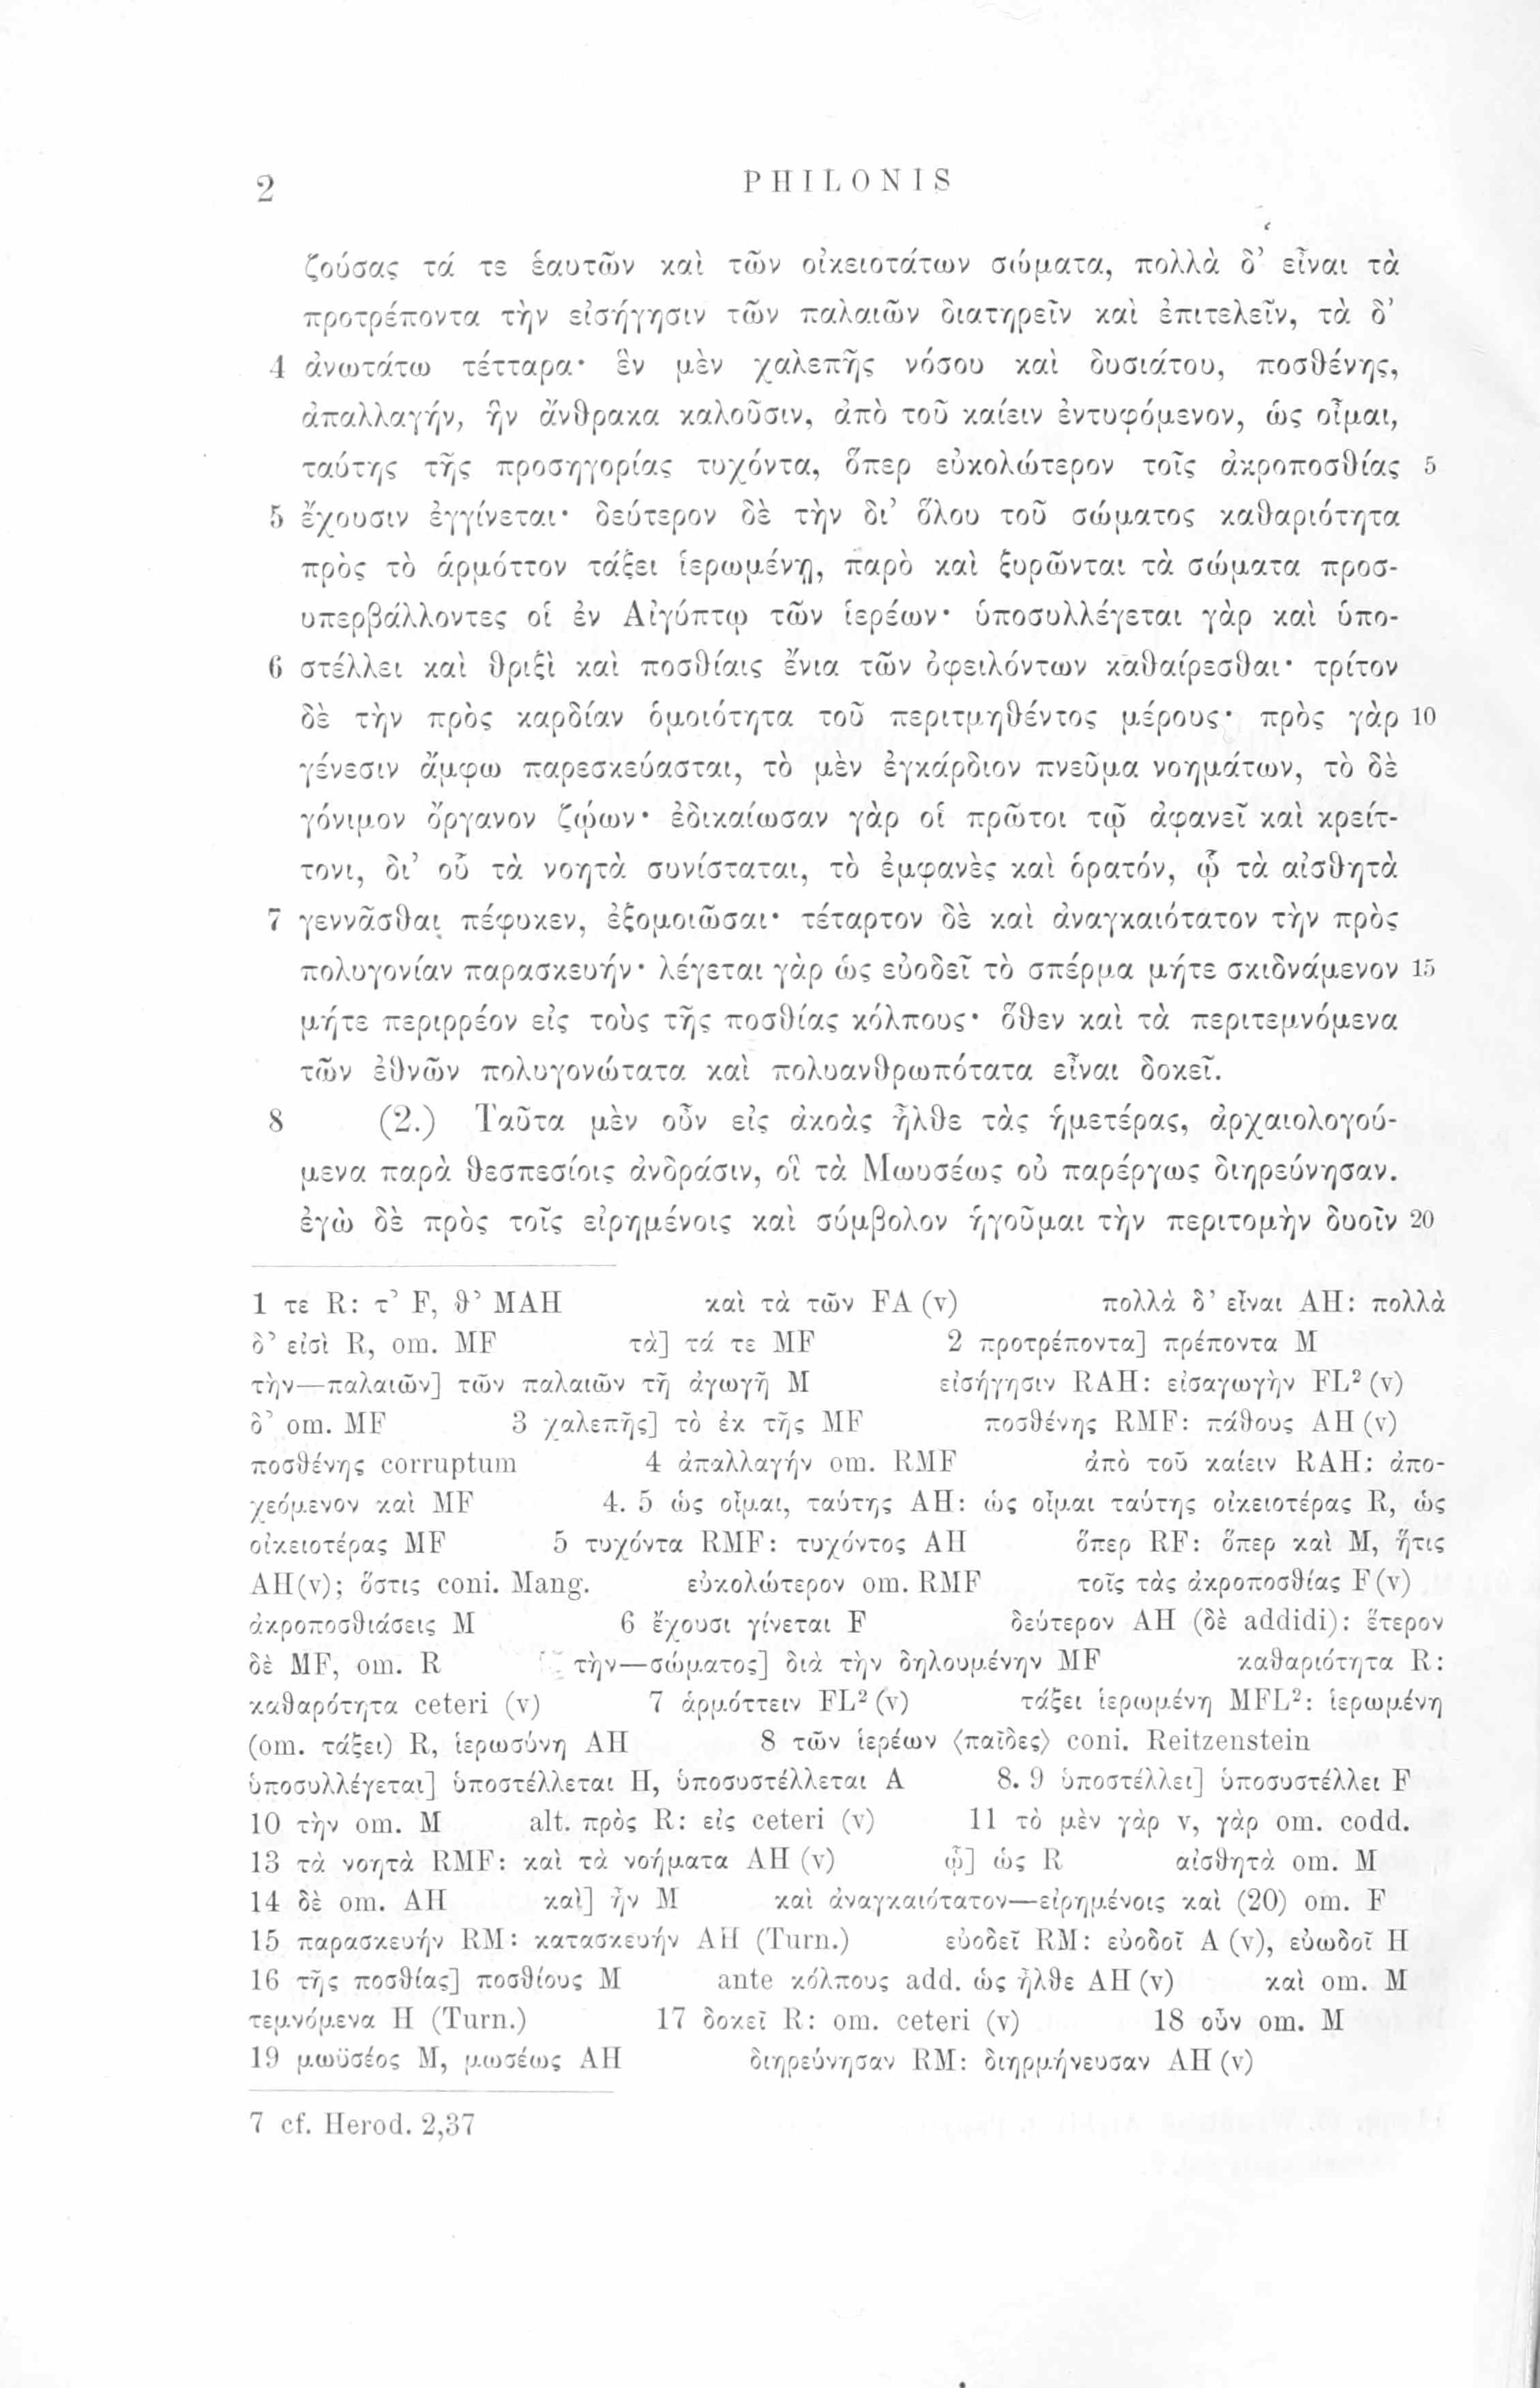 2 PHILONIS
ζούσας τά τε ἑαυτῶν καὶ τῶν οἰκειοτάτων σώματα, πολλὰ δ’ εἶναι τὰ
προτρέποντα τὴν εἰσήγησιν τῶν παλαιῶν διατηρεῖν καὶ ἐπιτελεῖν, τὰ δ’
4 ἀνωτάτω τέτταρα· ἓν μὲν χαλεπῆς νόσου καὶ δυσιάτου, ποσθένης,
ἀπαλλαγήν, ἣν ἄνθρακα καλοῦσιν, ἀπὸ τοῦ καίειν ἐντυφόμενον, ὡς οἶμαι,
ταύτης τῆς προσηγορίας τυχόντα, ὅπερ εὐκολώτερον τοῖς ἀκροποσθίας 5
5 ἔχουσιν ἐγγίνεται· δεύτερον δὲ τὴν δι’ ὅλου τοῦ σώματος καθαριότητα
πρὸς τὸ ἁρμόττον τάξει ἱερωμένῃ, παρὸ καὶ ξυρῶνται τὰ σώματα προσ-
υπερβάλλοντες οἱ ἐν Αἰγύπτῳ τῶν ἱερέων· ὑποσυλλέγεται γὰρ καὶ ὑπο-
6 στέλλει καὶ θριξὶ καὶ ποσθίαις ἔνια τῶν ὀφειλόντων καθαίρεσθαι· τρίτον
δὲ τὴν πρὸς καρδίαν ὁμοιότητα τοῦ περιτμηθέντος μέρους· πρὸς γὰρ 10
γένεσιν ἄμφω παρεσκεύασται, τὸ μὲν ἐγκάρδιον πνεῦμα νοημάτων, τὸ δὲ
γόνιμον ὄργανον ζῴων· ἐδικαίωσαν γὰρ οἱ πρῶτοι τῷ ἀφανεῖ καὶ κρείτ-
τονι, δι’ οὗ τὰ νοητὰ συνίσταται, τὸ ἐμφανὲς καὶ ὁρατόν, ᾧ τὰ αἰσθητὰ
7 γεννᾶσθαι πέφυκεν, ἐξομοιῶσαι· τέταρτον δὲ καὶ ἀναγκαιότατον τὴν πρὸς
πολυγονίαν παρασκευήν· λέγεται γὰρ ὡς εὐοδεῖ τὸ σπέρμα μήτε σκιδνάμενον 15
μήτε περιρρέον εἰς τοὺς τῆς ποσθίας κόλπους· ὅθεν καὶ τὰ περιτεμνόμενα
τῶν ἐθνῶν πολυγονώτατα καὶ πολυανθρωπότατα εἶναι δοκεῖ.
8 (2.) Ταῦτα μὲν οὖν εἰς ἀκοὰς ἦλθε τὰς ἡμετέρας, ἀρχαιολογού-
μενα παρὰ θεσπεσίοις ἀνδράσιν, οἳ τὰ Μωυσέως οὐ παρέργως διηρεύνησαν.
ἐγὼ δὲ πρὸς τοῖς εἰρημένοις καὶ σύμβολον ἡγοῦμαι τὴν περιτομὴν δυοῖν 20
1 τε R: τ’ F, θ’ MAH καὶ τὰ τῶν FA (v) πολλὰ δ’ εἶναι AH: πολλὰ
δ’ εἰσὶ R, om. MF τὰ] τά τε MF 2 προτρέποντα] πρέποντα M
τὴν—παλαιῶν] τῶν παλαιῶν τῇ ἀγωγῇ M εἰσήγησιν RAH: εἰσαγωγὴν FL² (v)
δ’ om. MF 3 χαλεπῆς] τὸ ἐκ τῆς MF ποσθένης RMF: πάθους AH (v)
ποσθένης corruptum 4 ἀπαλλαγήν om. RMF ἀπὸ τοῦ καίειν RAH: ἀπο-
χεόμενον καὶ MF 4. 5 ὡς οἶμαι, ταύτης AH: ὡς οἶμαι ταύτης οἰκειοτέρας R, ὡς
οἰκειοτέρας MF 5 τυχόντα RMF: τυχόντος AH ὅπερ RF: ὅπερ καὶ M, ἥτις
AH(v); ὅστις coni. Mang. εὐκολώτερον om. RMF τοῖς τὰς ἀκροποσθίας F (v)
ἀκροποσθιάσεις M 6 ἔχουσι γίνεται F δεύτερον AH (δὲ addidi): ἕτερον
δὲ MF, om. R τὴν—σώματος] διὰ τὴν δηλουμένην MF καθαριότητα R:
καθαρότητα ceteri (v) 7 ἁρμόττειν FL² (v) τάξει ἱερωμένη MFL²: ἱερωμένη
(om. τάξει) R, ἱερωσύνη AH 8 τῶν ἱερέων ⟨παῖδες⟩ coni. Reitzenstein
ὑποσυλλέγεται] ὑποστέλλεται H, ὑποσυστέλλεται A 8. 9 ὑποστέλλει] ὑποσυστέλλει F
10 τὴν om. M alt. πρὸς R: εἰς ceteri (v) 11 τὸ μὲν γὰρ v, γὰρ om. codd.
13 τὰ νοητὰ RMF: καὶ τὰ νοήματα AH (v) ᾧ] ὡς R αἰσθητὰ om. M
14 δὲ om. AH καὶ] ἦν M καὶ ἀναγκαιότατον—εἰρημένοις καὶ (20) om. F
15 παρασκευήν RM: κατασκευήν AH (Turn.) εὐοδεῖ RM: εὐοδοῖ A (v), εὐωδοῖ H
16 τῆς ποσθίας] ποσθίους M ante κόλπους add. ὡς ἦλθε AH (v) καὶ om. M
τεμνόμενα H (Turn.) 17 δοκεῖ R: om. ceteri (v) 18 οὖν om. M
19 μωϋσέος M, μωσέως AH διηρεύνησαν RM: διηρμήνευσαν AH (v)
7 cf. Herod. 2,37